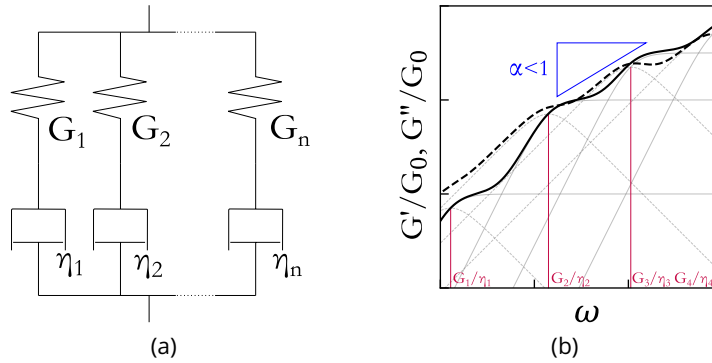 G₁ G₂ Gₙ
η₁ η₂ ηₙ
(a)
G'/G₀, G''/G₀
α<1
G₁/η₁ G₂/η₂ G₃/η₃ G₄/η₄
ω
(b)